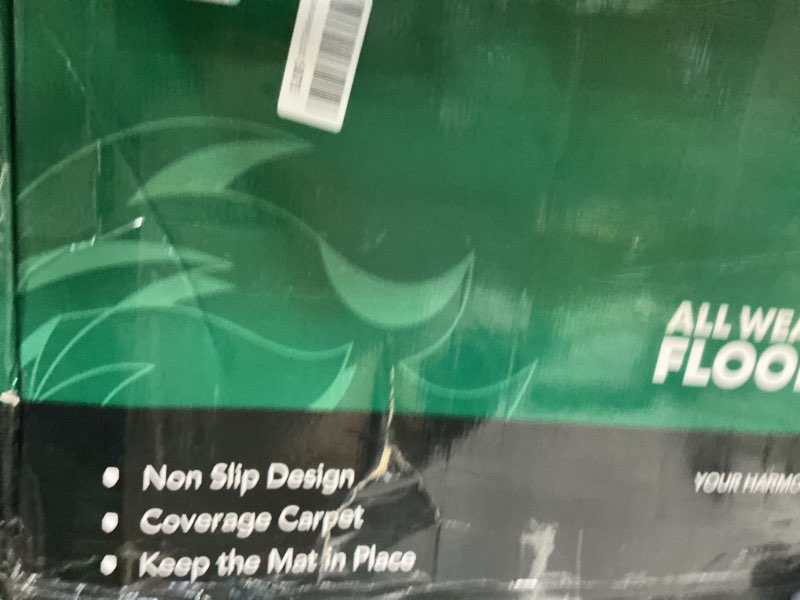 ALL WEA
FLOO
YOUR HARMO
Non Slip Design
Coverage Carpet
Keep the Mat in Place